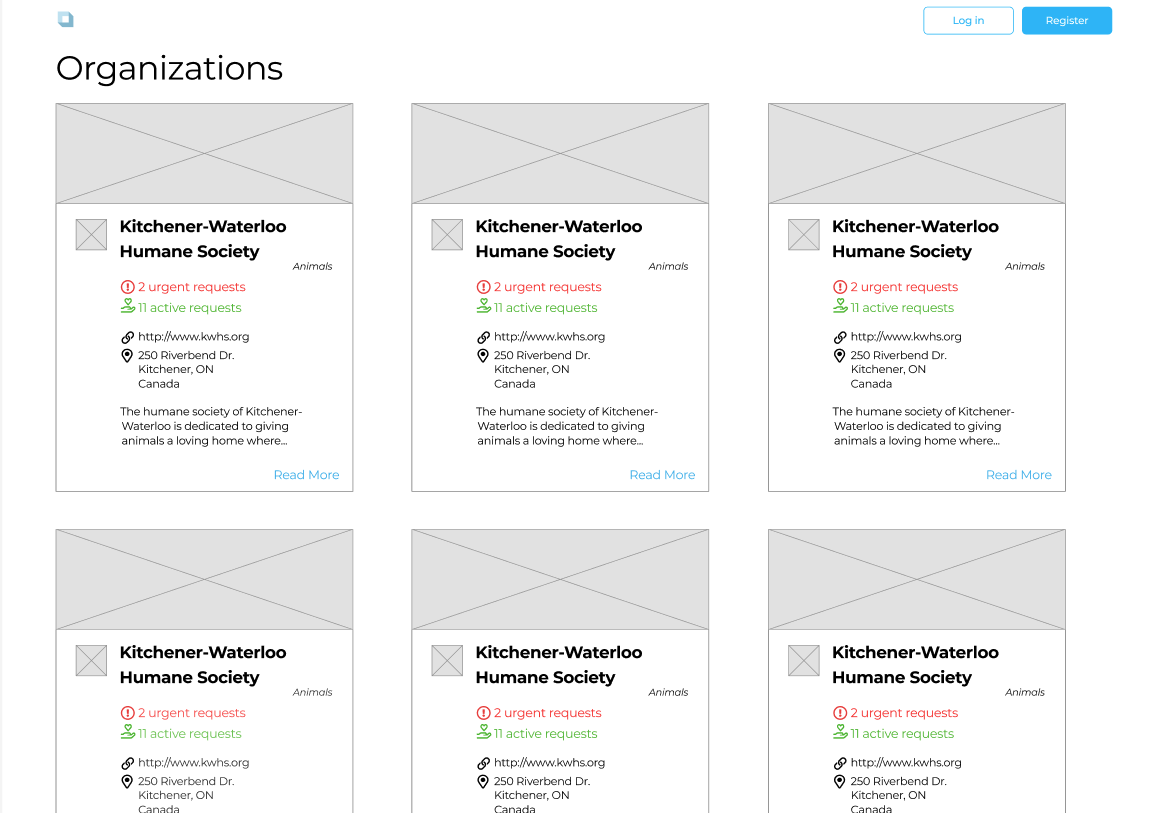 Log in
Register
Organizations
Kitchener-Waterloo
Humane Society
Animals
2 urgent requests
11 active requests
http://www.kwhs.org
250 Riverbend Dr.
Kitchener, ON
Canada
The humane society of Kitchener-
Waterloo is dedicated to giving
animals a loving home where...
Read More
Kitchener-Waterloo
Humane Society
Animals
2 urgent requests
11 active requests
http://www.kwhs.org
250 Riverbend Dr.
Kitchener, ON
Canada
The humane society of Kitchener-
Waterloo is dedicated to giving
animals a loving home where...
Read More
Kitchener-Waterloo
Humane Society
Animals
2 urgent requests
11 active requests
http://www.kwhs.org
250 Riverbend Dr.
Kitchener, ON
Canada
The humane society of Kitchener-
Waterloo is dedicated to giving
animals a loving home where...
Read More
Kitchener-Waterloo
Humane Society
Animals
2 urgent requests
11 active requests
http://www.kwhs.org
250 Riverbend Dr.
Kitchener, ON
Canada
Kitchener-Waterloo
Humane Society
Animals
2 urgent requests
11 active requests
http://www.kwhs.org
250 Riverbend Dr.
Kitchener, ON
Canada
Kitchener-Waterloo
Humane Society
Animals
2 urgent requests
11 active requests
http://www.kwhs.org
250 Riverbend Dr.
Kitchener, ON
Canada